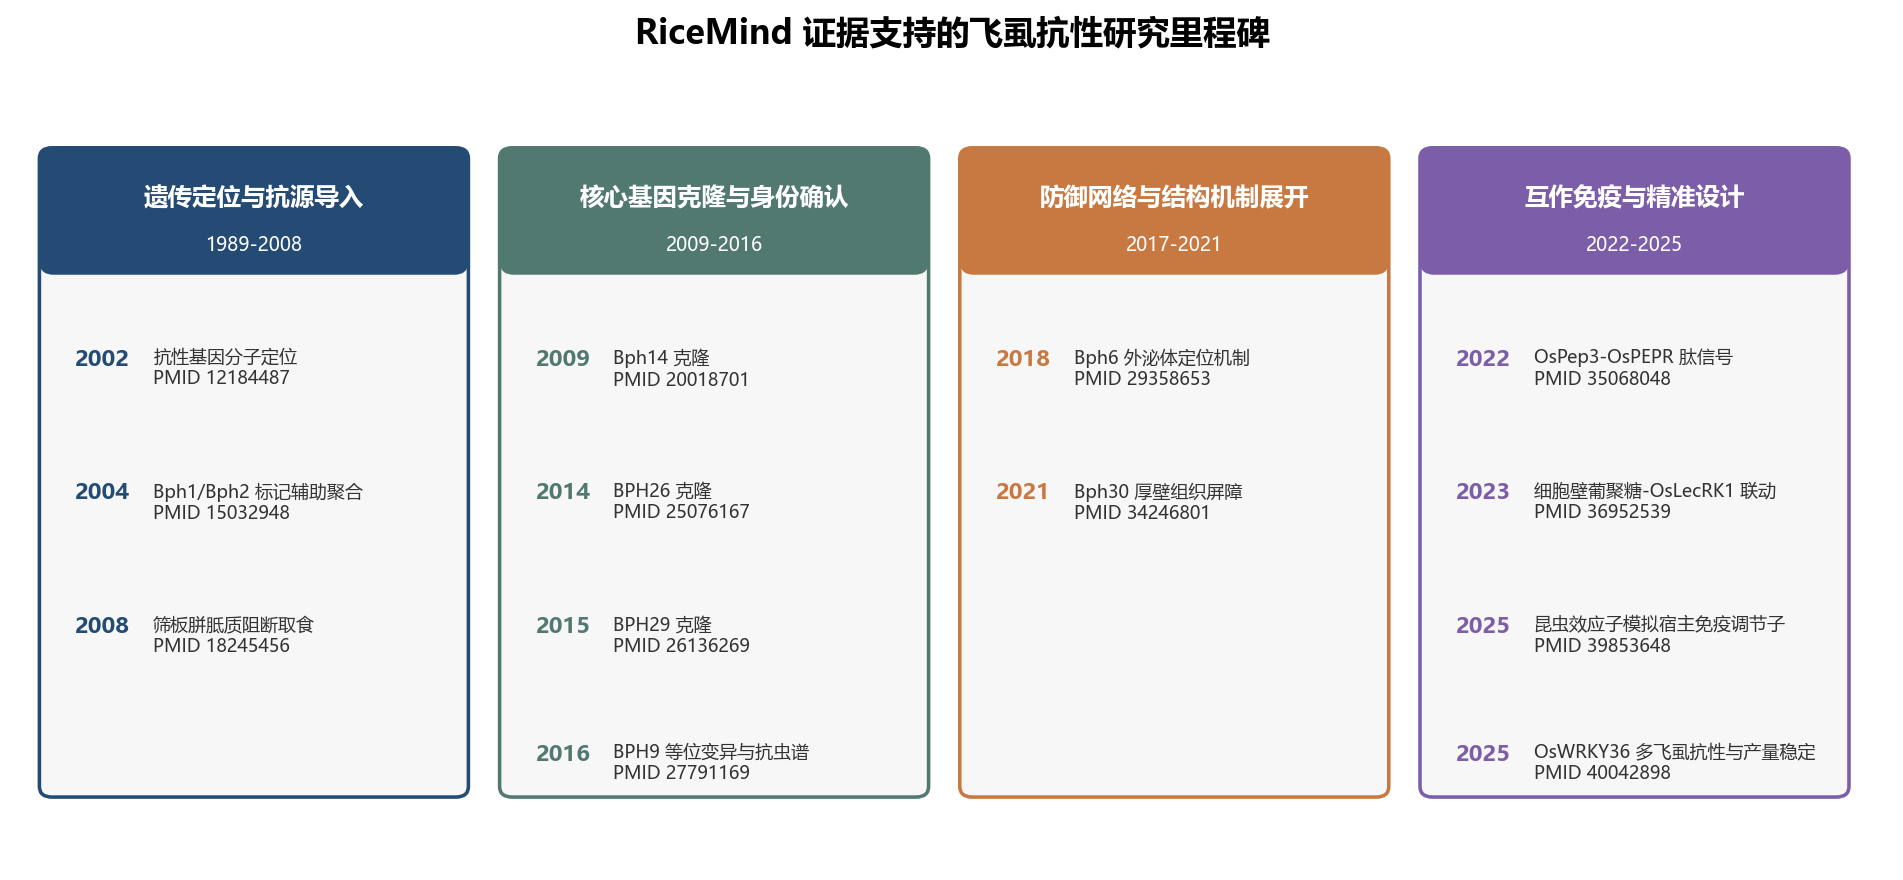 RiceMind 证据支持的飞虱抗性研究里程碑
遗传定位与抗源导入
1989-2008
2002 抗性基因分子定位
PMID 12184487
2004 Bph1/Bph2 标记辅助聚合
PMID 15032948
2008 筛板胼胝质阻断取食
PMID 18245456
核心基因克隆与身份确认
2009-2016
2009 Bph14 克隆
PMID 20018701
2014 BPH26 克隆
PMID 25076167
2015 BPH29 克隆
PMID 26136269
2016 BPH9 等位变异与抗虫谱
PMID 27791169
防御网络与结构机制展开
2017-2021
2018 Bph6 外泌体定位机制
PMID 29358653
2021 Bph30 厚壁组织屏障
PMID 34246801
互作免疫与精准设计
2022-2025
2022 OsPep3-OsPEPR 肽信号
PMID 35068048
2023 细胞壁葡聚糖-OsLecRK1 联动
PMID 36952539
2025 昆虫效应子模拟宿主免疫调节子
PMID 39853648
2025 OsWRKY36 多飞虱抗性与产量稳定
PMID 40042898